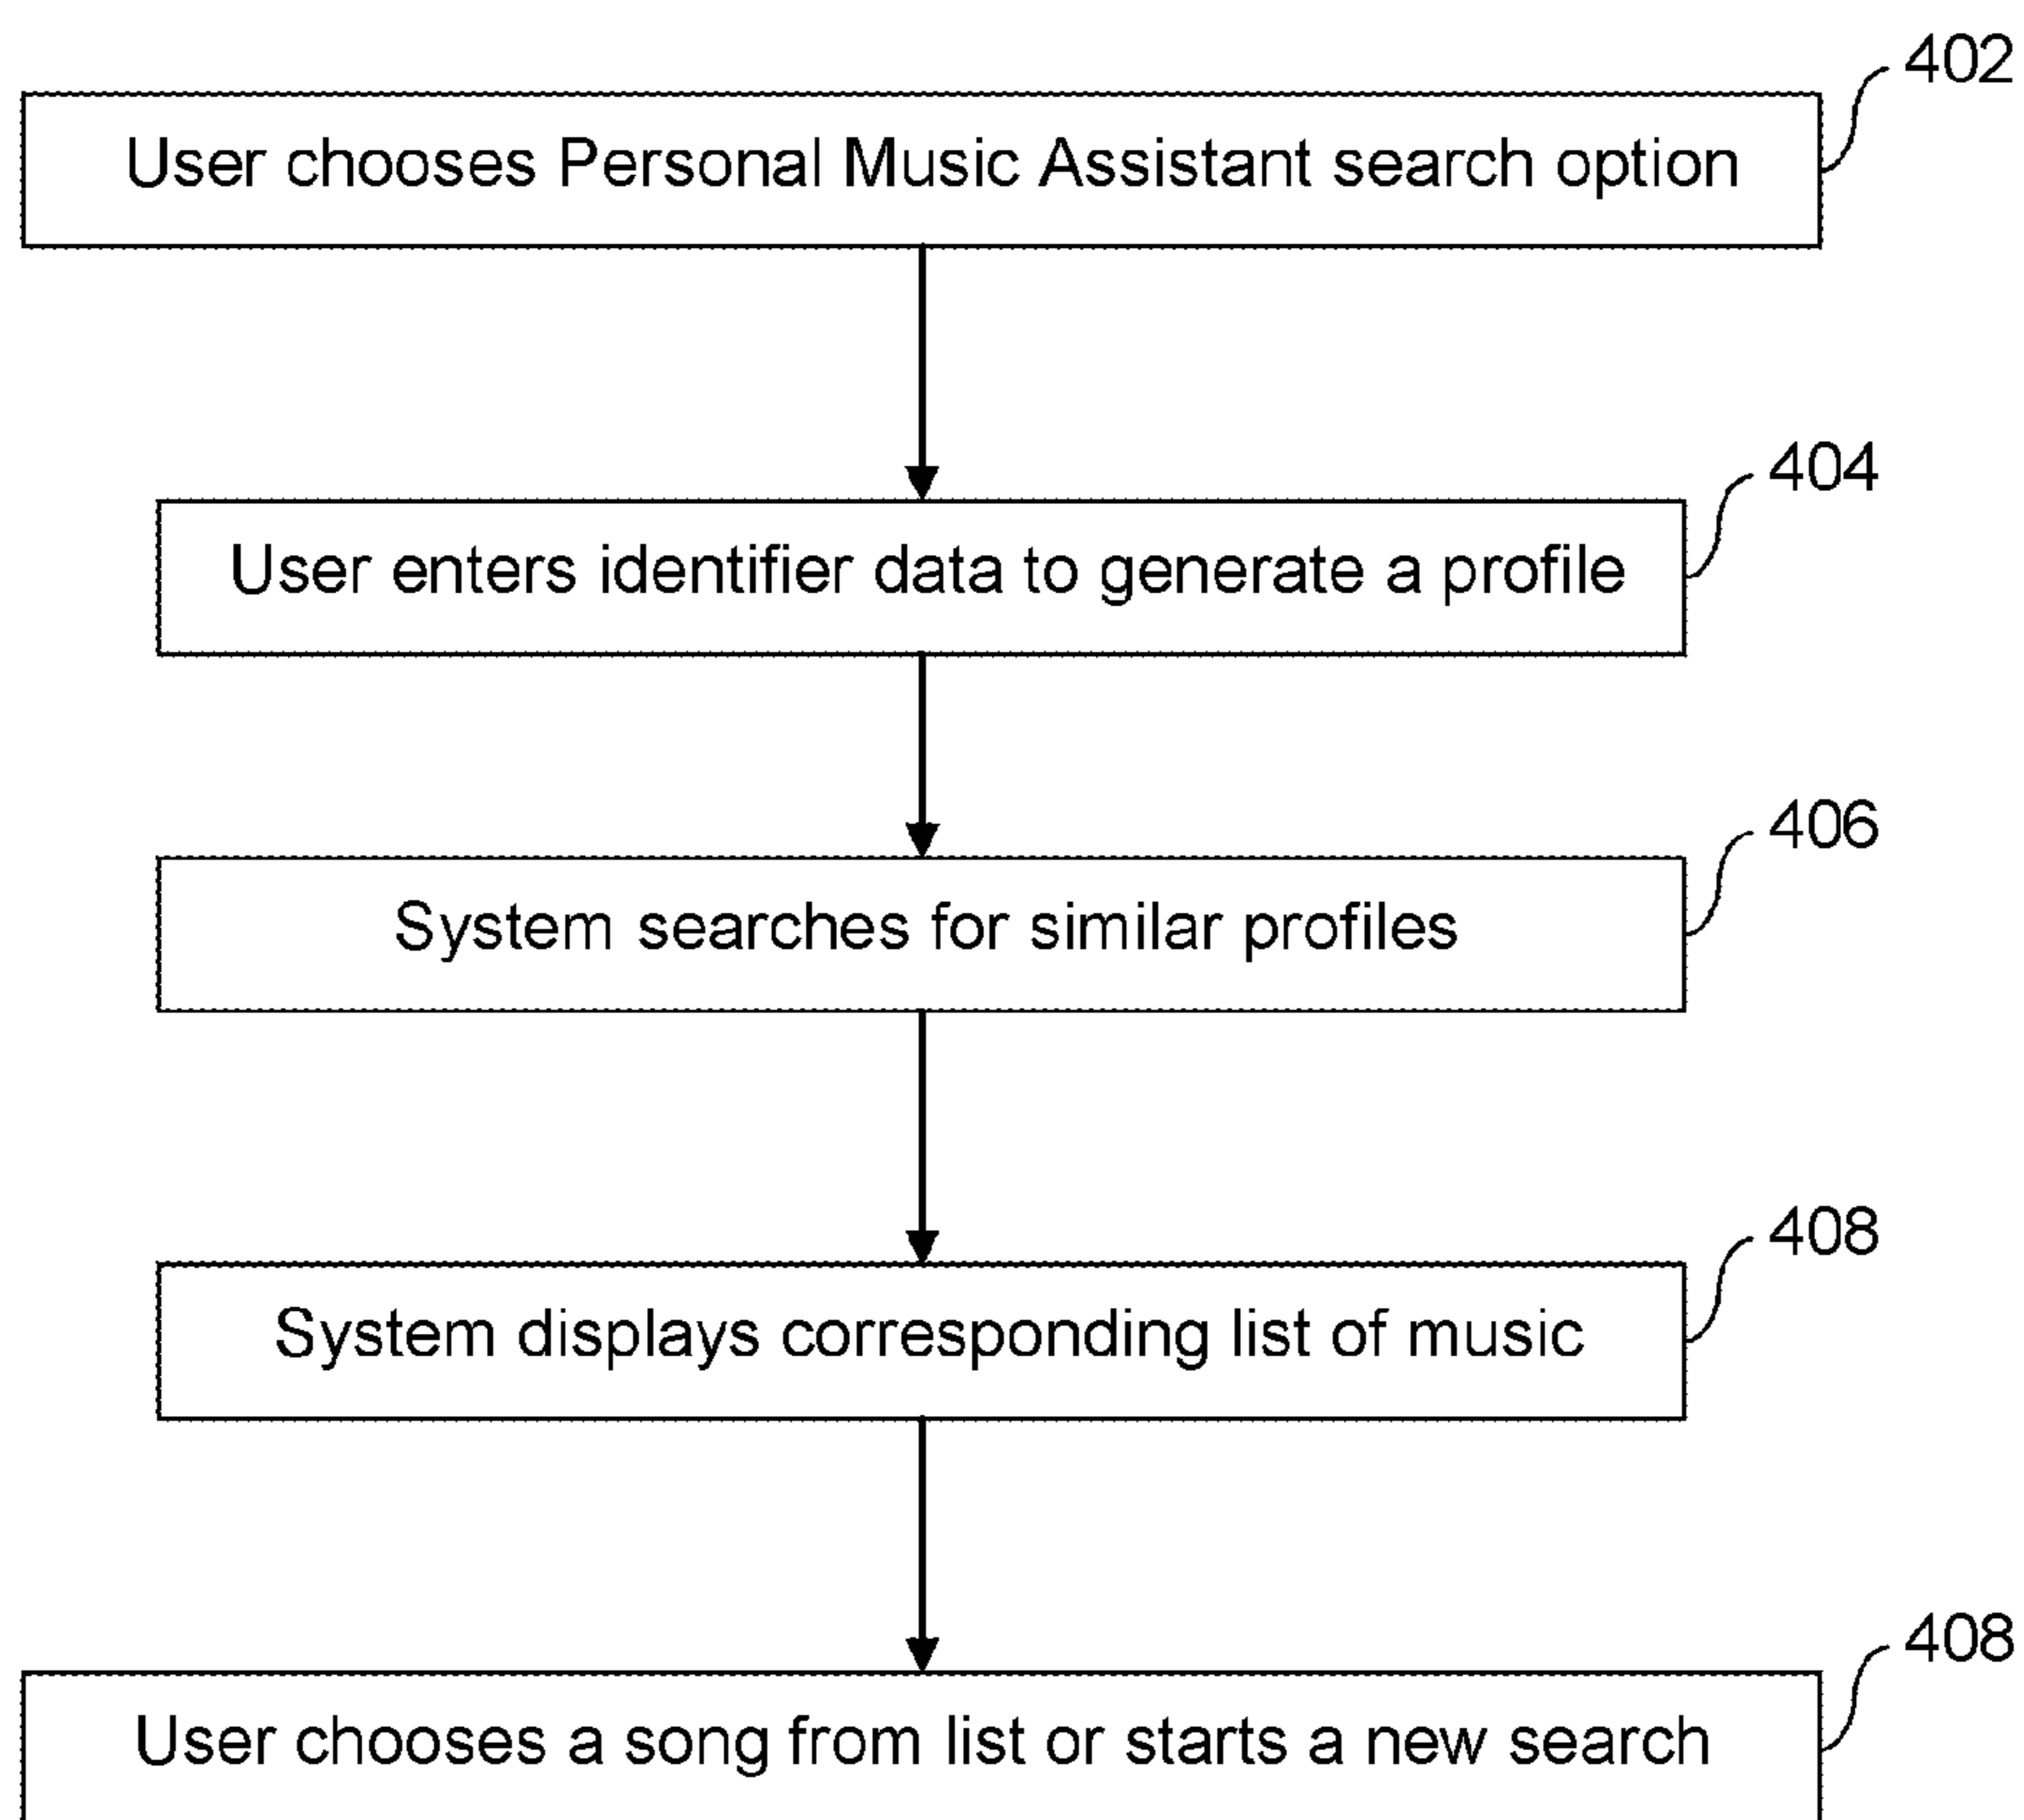 402
User chooses Personal Music Assistant search option
404
User enters identifier data to generate a profile
406
System searches for similar profiles
408
System displays corresponding list of music
408
User chooses a song from list or starts a new search